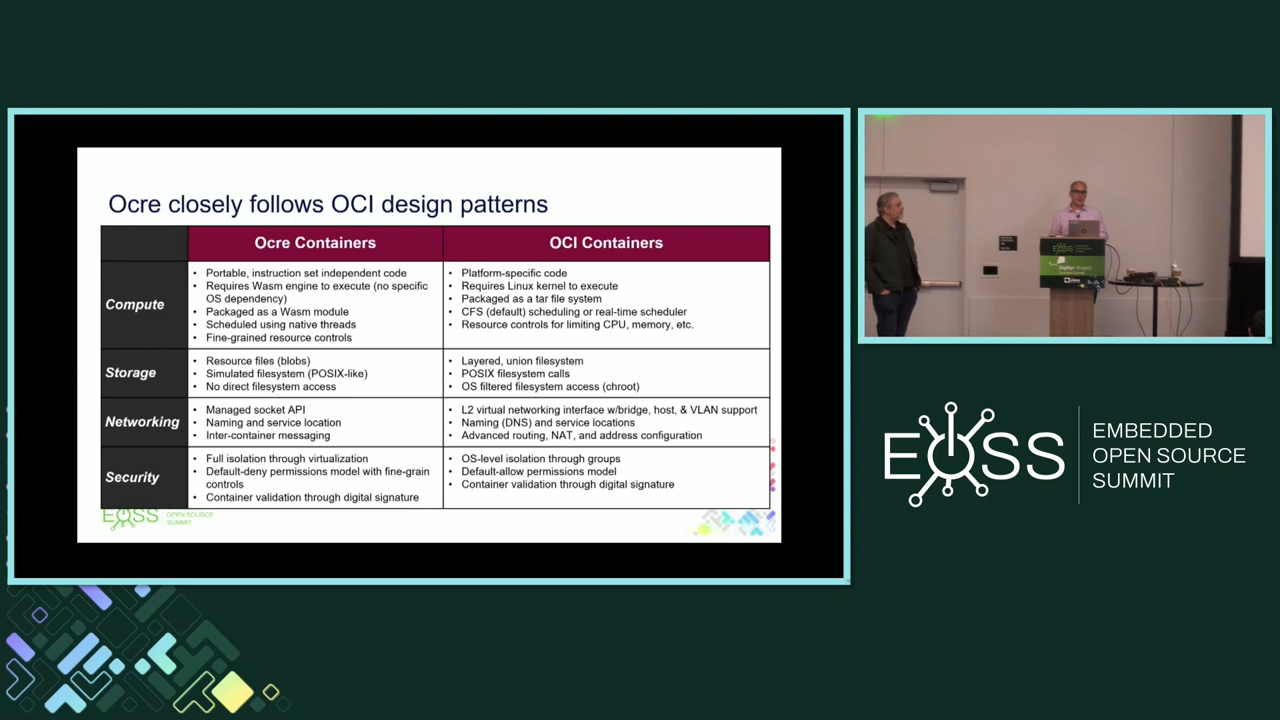 Ocre closely follows OCI design patterns
Ocre Containers
OCI Containers
Compute
• Portable, instruction set independent code
• Requires Wasm engine to execute (no specific
OS dependency)
• Packaged as a Wasm module
• Scheduled using native threads
• Fine-grained resource controls
• Platform-specific code
• Requires Linux kernel to execute
• Packaged as a tar file system
• CFS (default) scheduling or real-time scheduler
• Resource controls for limiting CPU, memory, etc.
Storage
• Resource files (blobs)
• Simulated filesystem (POSIX-like)
• No direct filesystem access
• Layered, union filesystem
• POSIX filesystem calls
• OS filtered filesystem access (chroot)
Networking
• Managed socket API
• Naming and service location
• Inter-container messaging
• L2 virtual networking interface w/bridge, host, & VLAN support
• Naming (DNS) and service locations
• Advanced routing, NAT, and address configuration
Security
• Full isolation through virtualization
• Default-deny permissions model with fine-grain
controls
• Container validation through digital signature
• OS-level isolation through groups
• Default-allow permissions model
• Container validation through digital signature
EOSS
OPEN SOURCE
SUMMIT
Zephyr Project
EOSS
EMBEDDED
OPEN SOURCE
SUMMIT